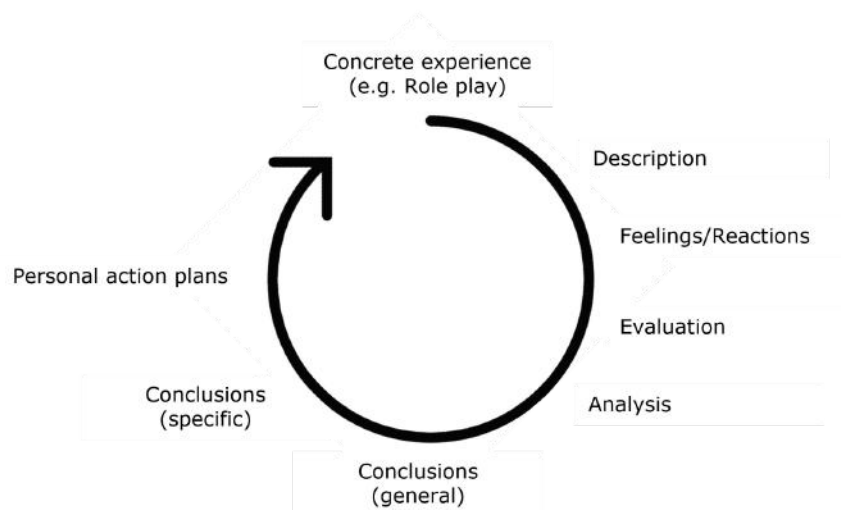 Concrete experience
(e.g. Role play)
Description
Feelings/Reactions
Evaluation
Analysis
Conclusions
(general)
Conclusions
(specific)
Personal action plans